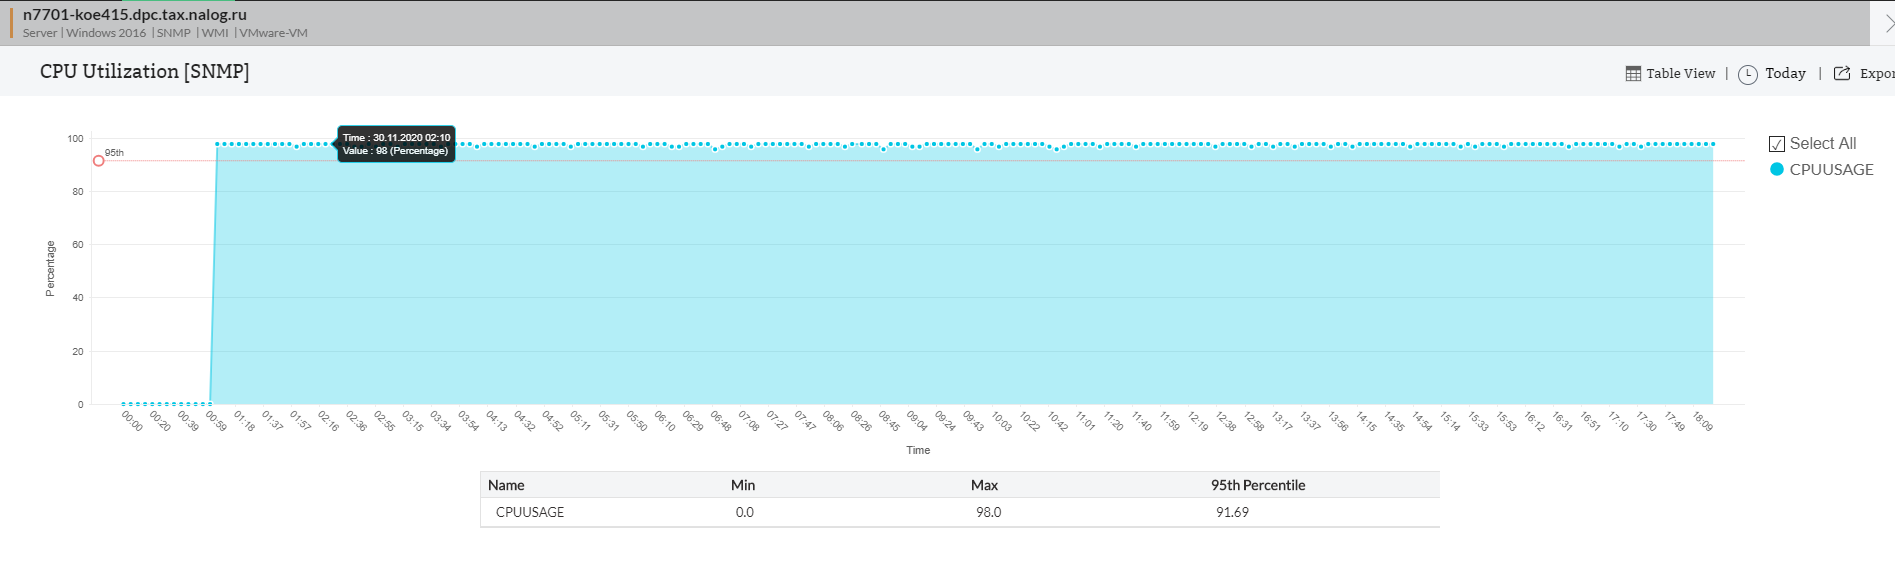 n7701-koe415.dpc.tax.nalog.ru
Server | Windows 2016 | SNMP | WMI | VMware-VM
CPU Utilization [SNMP]
Table View | Today | Expor
100
95th
Time : 30.11.2020 02:10
Value : 98 (Percentage)
Select All
CPUUSAGE
80
60
Percentage
40
20
0
00:00 00:20 00:39 00:59 01:18 01:37 01:57 02:16 02:36 02:55 03:15 03:34 03:54 04:13 04:32 04:52 05:11 05:31 05:50 06:10 06:29 06:48 07:08 07:27 07:47 08:06 08:26 08:45 09:04 09:24 09:43 10:03 10:22 10:42 11:01 11:20 11:40 11:59 12:19 12:38 12:58 13:17 13:37 13:56 14:15 14:35 14:54 15:14 15:33 15:53 16:12 16:31 16:51 17:10 17:30 17:49 18:09
Time
Name Min Max 95th Percentile
CPUUSAGE 0.0 98.0 91.69